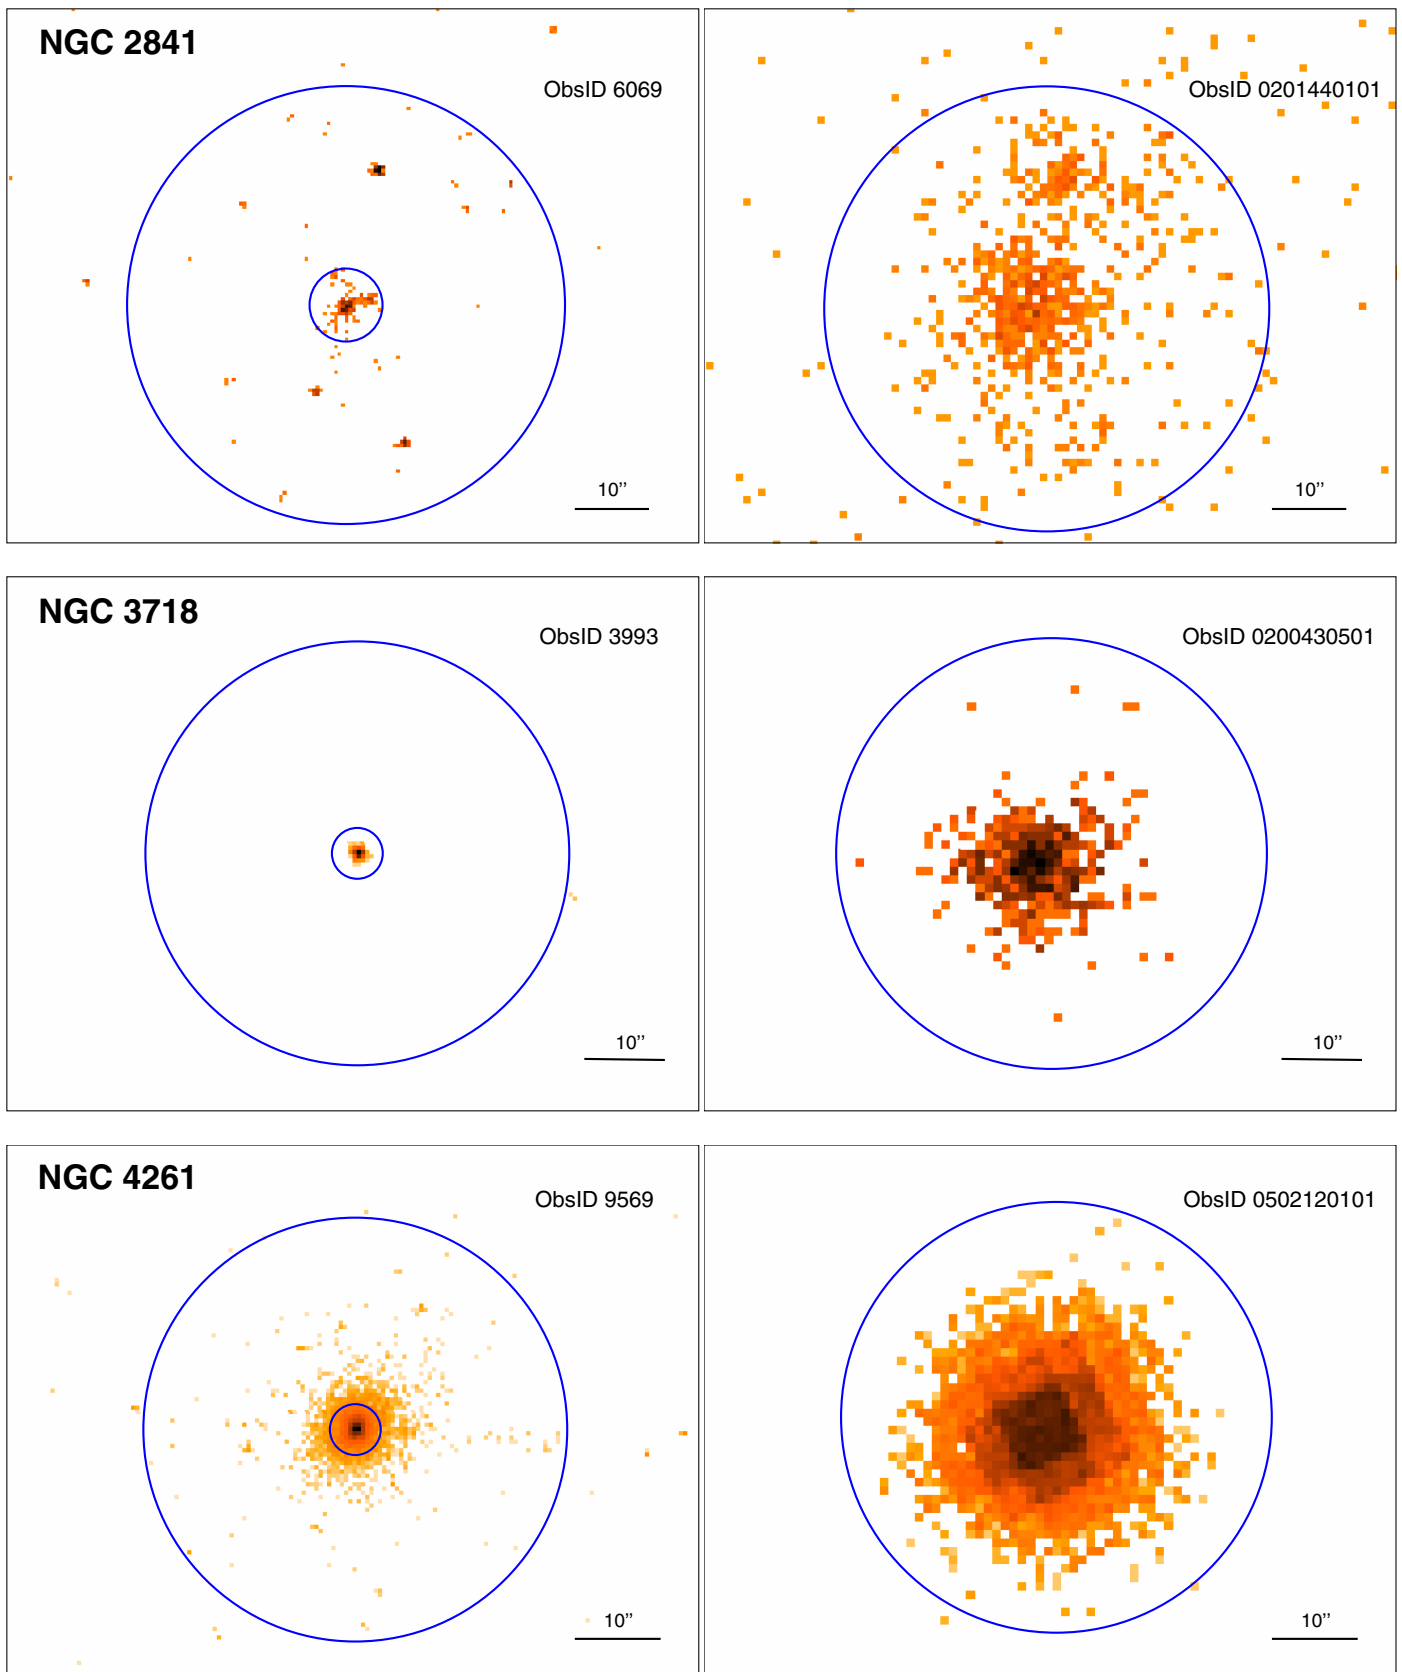 NGC 2841
ObsID 6069
ObsID 0201440101
10’’
10’’
NGC 3718
ObsID 3993
ObsID 0200430501
10’’
10’’
NGC 4261
ObsID 9569
ObsID 0502120101
10’’
10’’